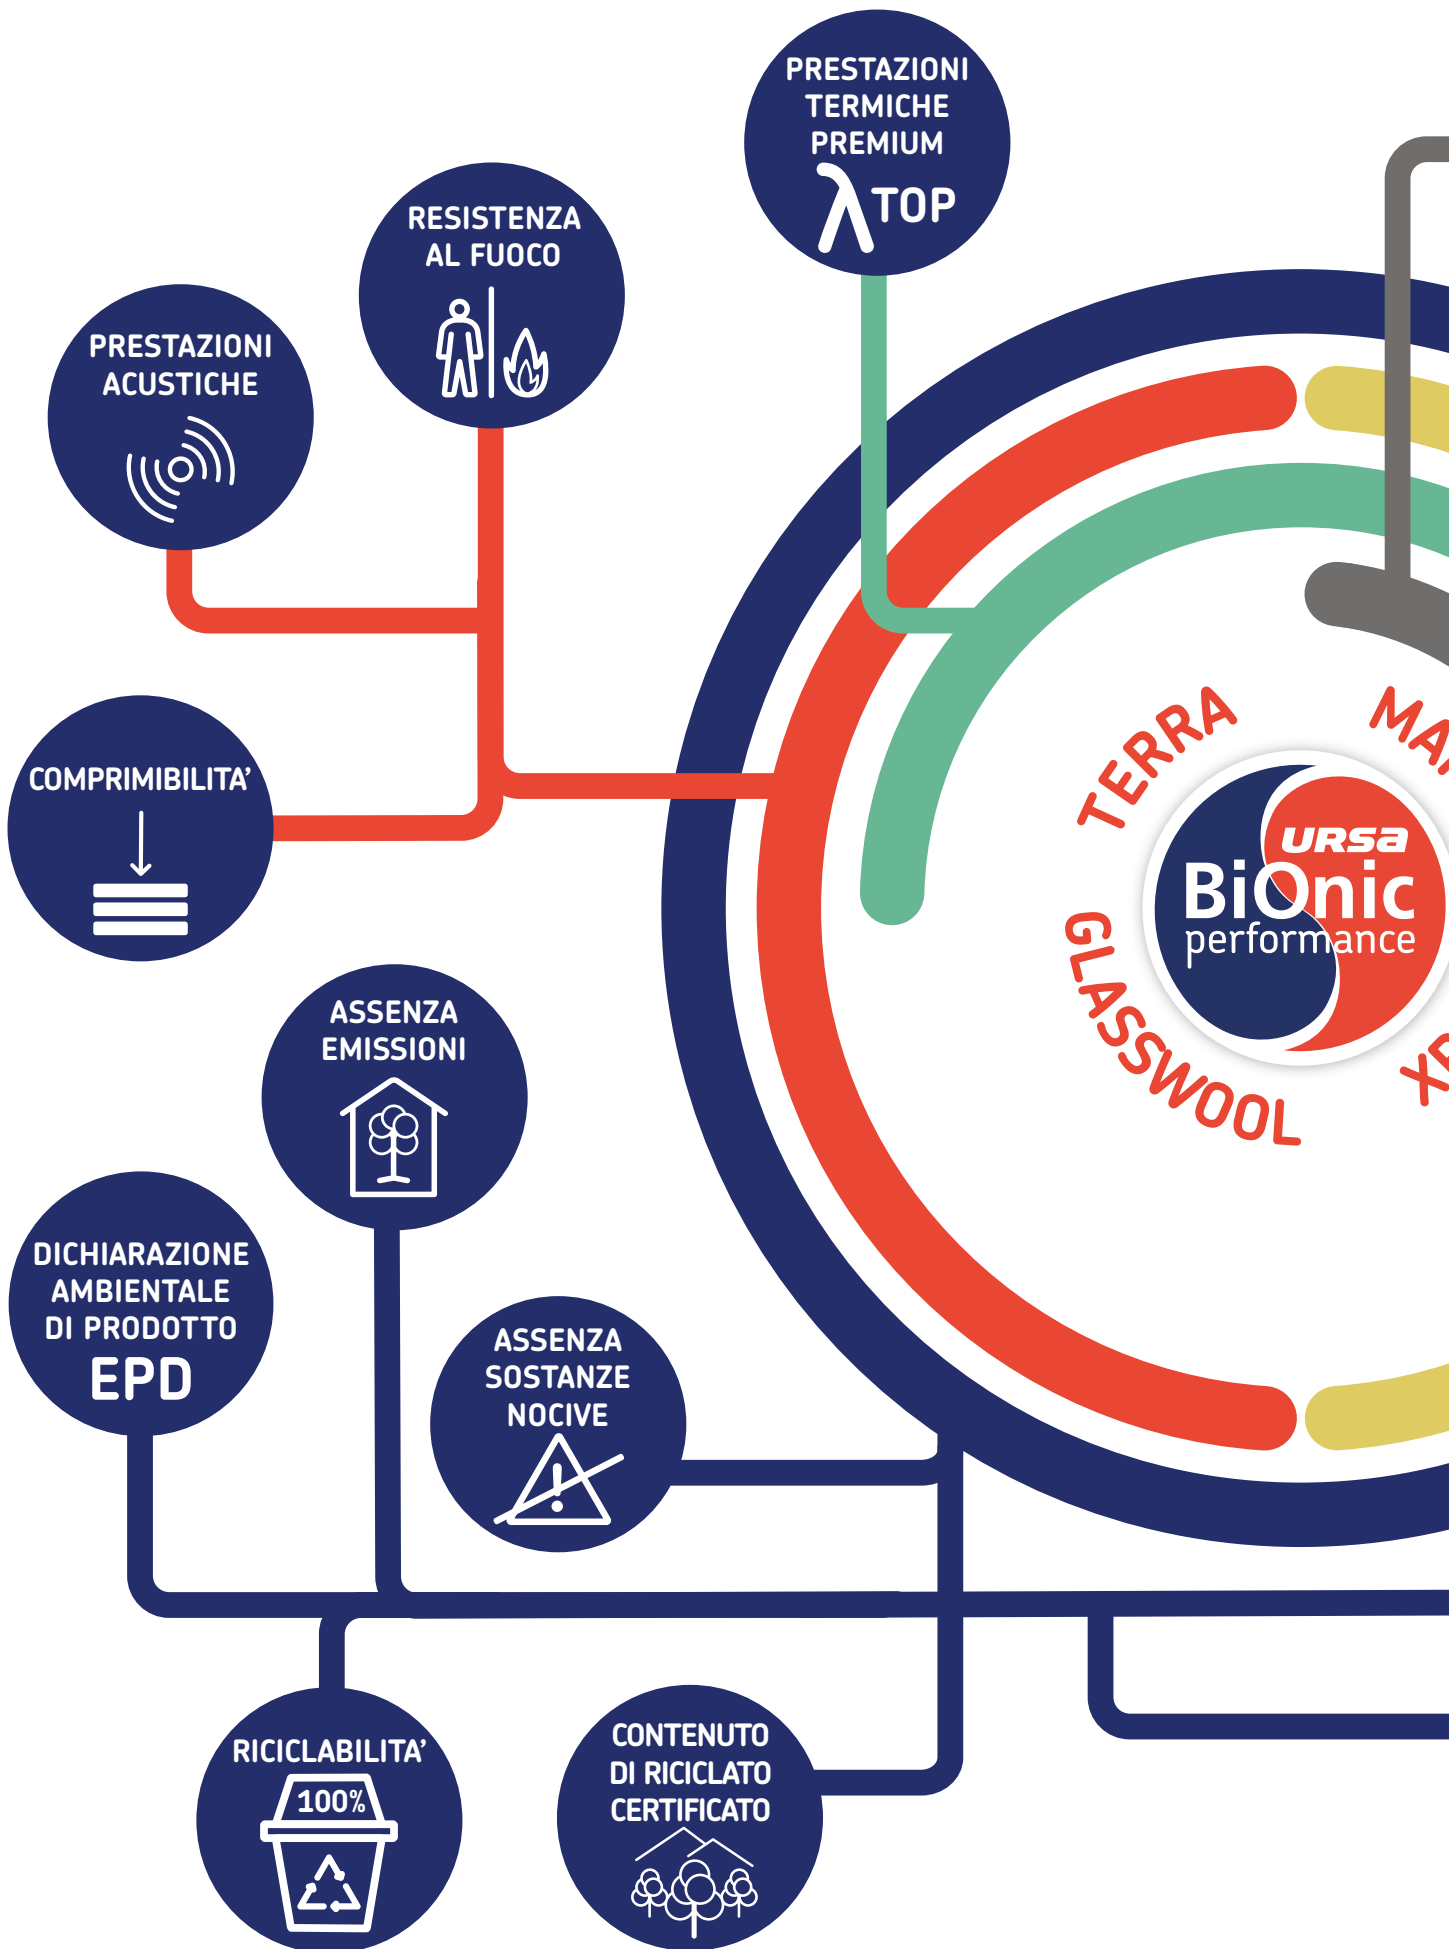 PRESTAZIONI
TERMICHE
PREMIUM
λ TOP
RESISTENZA
AL FUOCO
PRESTAZIONI
ACUSTICHE
COMPRIMIBILITA’
TERRA
URSA
BiOnic
performance
GLASSWOOL
ASSENZA
EMISSIONI
DICHIARAZIONE
AMBIENTALE
DI PRODOTTO
EPD
ASSENZA
SOSTANZE
NOCIVE
RICICLABILITA’
100%
CONTENUTO
DI RICICLATO
CERTIFICATO